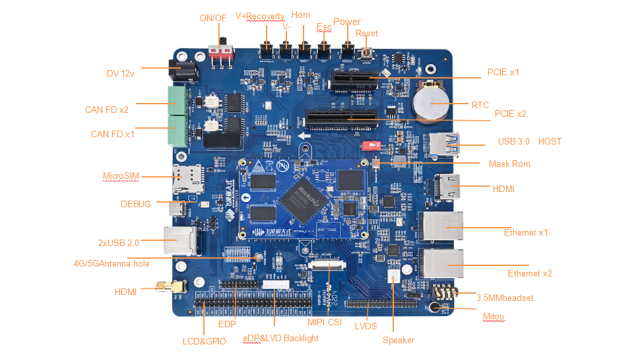 ON/OF
V+Recoverty
V-
Hom
Esc
Power
Reset
DV 12v
PCIE x1
CAN FD x2
RTC
PCIE x2
CAN FD x1
USB 3.0 HOST
Mask Rom
MicroSIM
HDMI
DEBUG
Ethernet x1
2xUSB 2.0
4G/5GAntenna hole
Ethernet x2
HDMI
3.5MMheadset
Mitou
EDP
MIPI CSI
LVDS
LCD&GPIO
eDP&LVD Backlight
Speaker